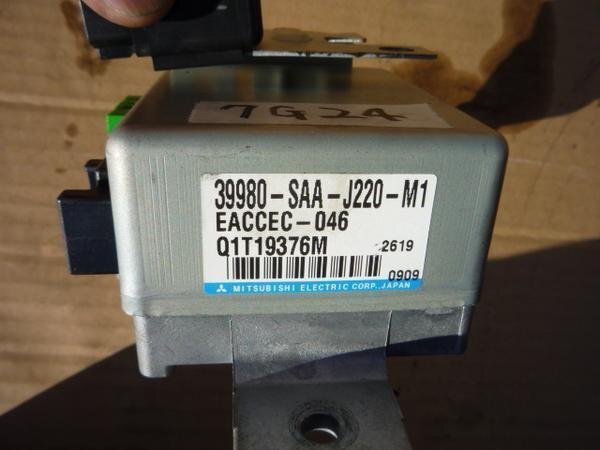 7G24
39980-SAA-J220-M1
EACCEC-046
Q1T19376M 2619
0909
MITSUBISHI ELECTRIC CORP.,JAPAN